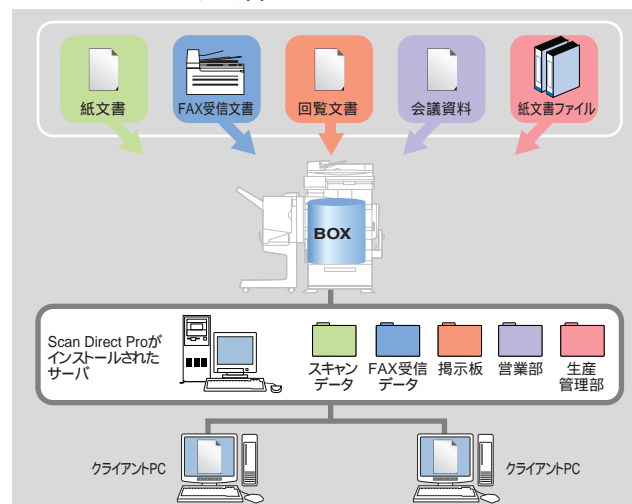 紙文書
FAX受信文書
回覧文書
会議資料
紙文書ファイル
BOX
Scan Direct Proが
インストールされた
サーバ
スキャン
データ
FAX受信
データ
掲示板
営業部
生産
管理部
クライアントPC
クライアントPC